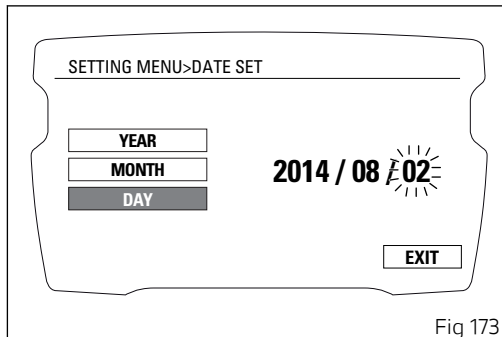 SETTING MENU>DATE SET
YEAR
MONTH
DAY
2014 / 08 / 02
EXIT
Fig 173